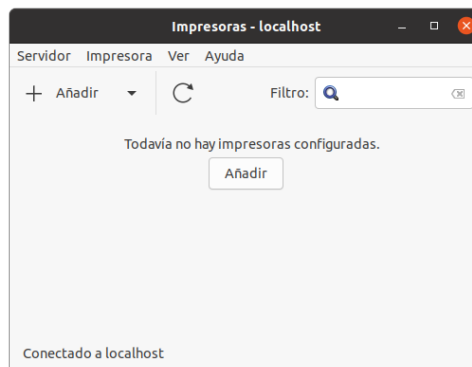 Impresoras - localhost
Servidor Impresora Ver Ayuda
Añadir Filtro:
Todavía no hay impresoras configuradas.
Añadir
Conectado a localhost